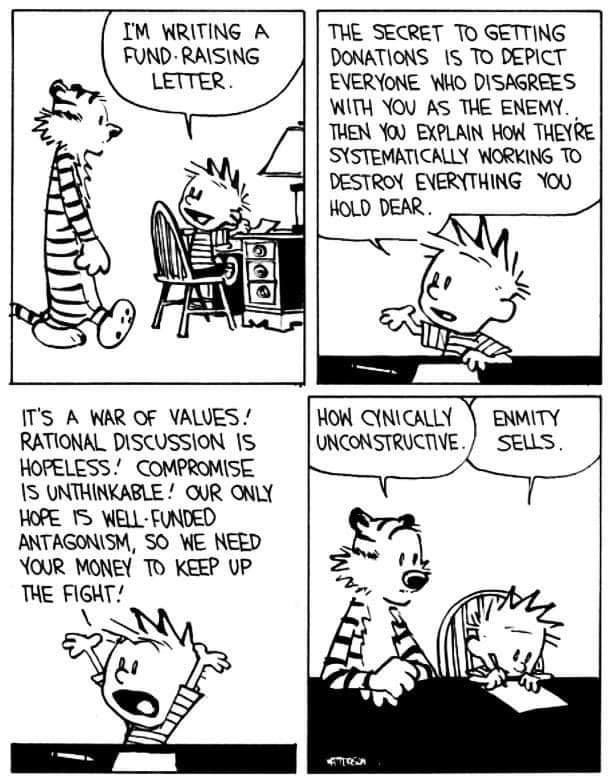 I'M WRITING A
FUND-RAISING
LETTER.
THE SECRET TO GETTING
DONATIONS IS TO DEPICT
EVERYONE WHO DISAGREES
WITH YOU AS THE ENEMY.
THEN YOU EXPLAIN HOW THEY'RE
SYSTEMATICALLY WORKING TO
DESTROY EVERYTHING YOU
HOLD DEAR.
IT'S A WAR OF VALUES!
RATIONAL DISCUSSION IS
HOPELESS! COMPROMISE
IS UNTHINKABLE! OUR ONLY
HOPE IS WELL-FUNDED
ANTAGONISM, SO WE NEED
YOUR MONEY TO KEEP UP
THE FIGHT!
HOW CYNICALLY
UNCONSTRUCTIVE.
ENMITY
SELLS.
WATTERSON